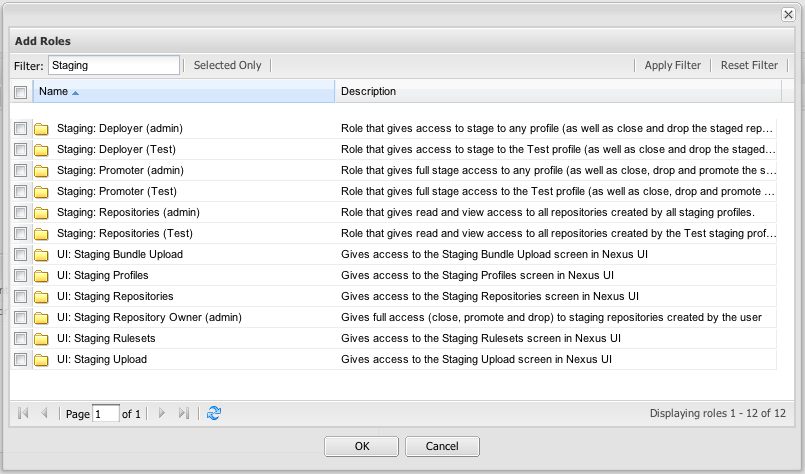 Add Roles
Filter: Staging Selected Only Apply Filter Reset Filter
Name Description
Staging: Deployer (admin) Role that gives access to stage to any profile (as well as close and drop the staged rep...
Staging: Deployer (Test) Role that gives access to stage to the Test profile (as well as close and drop the staged...
Staging: Promoter (admin) Role that gives full stage access to any profile (as well as close, drop and promote the s...
Staging: Promoter (Test) Role that gives full stage access to the Test profile (as well as close, drop and promote ...
Staging: Repositories (admin) Role that gives read and view access to all repositories created by all staging profiles.
Staging: Repositories (Test) Role that gives read and view access to all repositories created by the Test staging prof...
UI: Staging Bundle Upload Gives access to the Staging Bundle Upload screen in Nexus UI
UI: Staging Profiles Gives access to the Staging Profiles screen in Nexus UI
UI: Staging Repositories Gives access to the Staging Repositories screen in Nexus UI
UI: Staging Repository Owner (admin) Gives full access (close, promote and drop) to staging repositories created by the user
UI: Staging Rulesets Gives access to the Staging Rulesets screen in Nexus UI
UI: Staging Upload Gives access to the Staging Upload screen in Nexus UI
Page 1 of 1 Displaying roles 1 - 12 of 12
OK Cancel